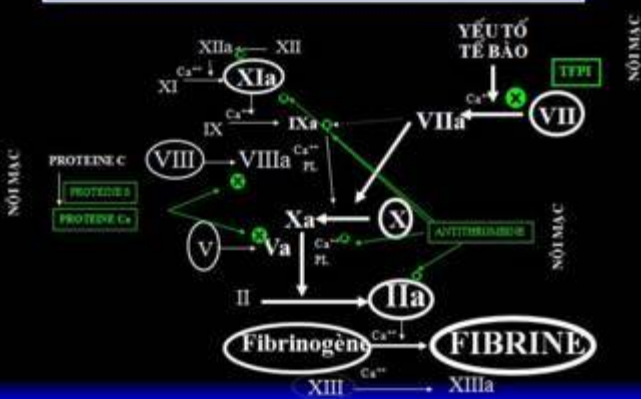 YẾU TỐ
TẾ BÀO
NỘI MẠC
XIIa
XII
TFPI
Ca⁺⁺
XIa
XI
Ca⁺
VII
VIIa
Ca⁺⁺
IX
IXa
NỘI MẠC
PROTEINE C
VIII
VIIIa
Ca⁺⁺
PL
PROTEINE S
PROTEINE Ca
Xa
X
ANTITHROMBINE
NỘI MẠC
V
Va
Ca⁺
PL
II
IIa
Fibrinogène
Ca⁺⁺
FIBRINE
Ca⁺⁺
XIII
XIIIa